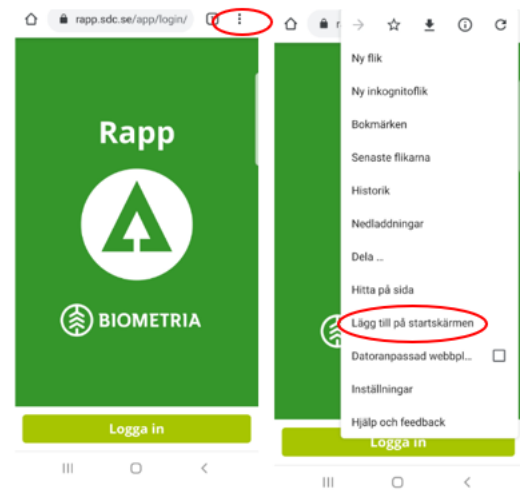 rapp.sdc.se/app/login/
Rapp
BIOMETRIA
Logga in
r
Ny flik
Ny inkognitoflik
Bokmärken
Senaste flikarna
Historik
Nedladdningar
Dela ...
Hitta på sida
Lägg till på startskärmen
Datoranpassad webbpl...
Inställningar
Hjälp och feedback
Logga in